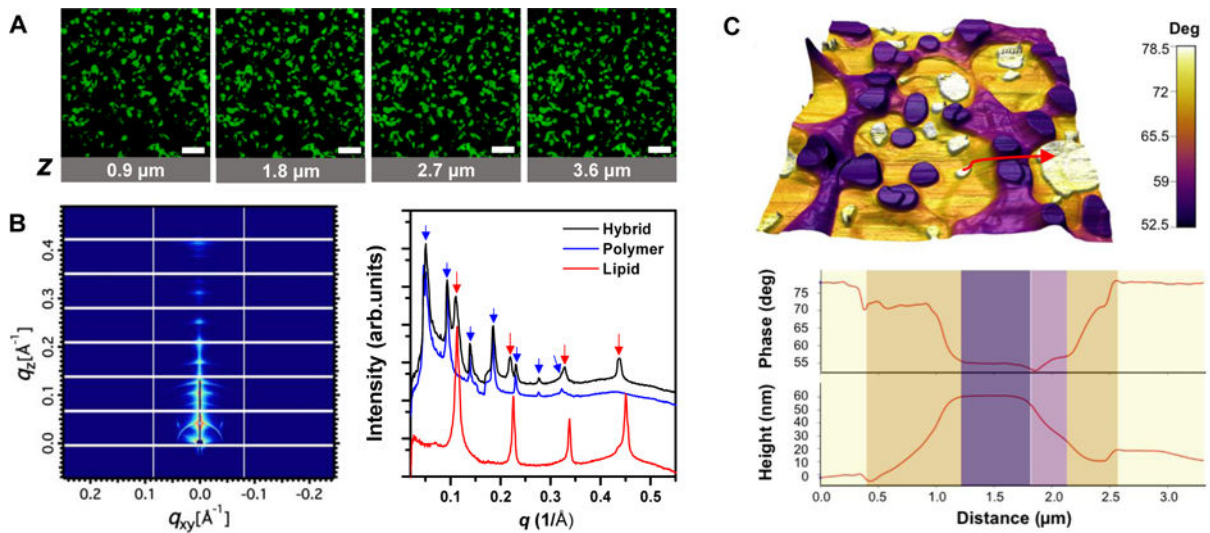 A
z
0.9 µm
1.8 µm
2.7 µm
3.6 µm
B
qz[Å-1]
0.4
0.3
0.2
0.1
0.0
0.2
0.1
0.0
-0.1
-0.2
qxy[Å-1]
Intensity (arb.units)
Hybrid
Polymer
Lipid
0.1
0.2
0.3
0.4
0.5
q (1/Å)
C
Deg
78.5
72
65.5
59
52.5
Phase (deg)
75
70
65
60
55
Height (nm)
60
50
40
30
20
10
0
0.0
0.5
1.0
1.5
2.0
2.5
3.0
Distance (µm)